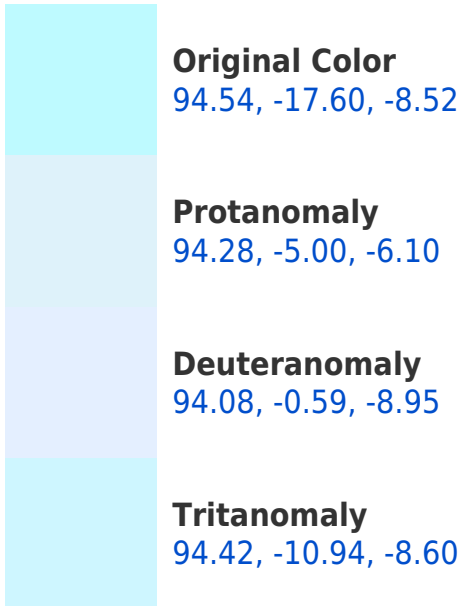 Original Color
94.54, -17.60, -8.52
Protanomaly
94.28, -5.00, -6.10
Deuteranomaly
94.08, -0.59, -8.95
Tritanomaly
94.42, -10.94, -8.60